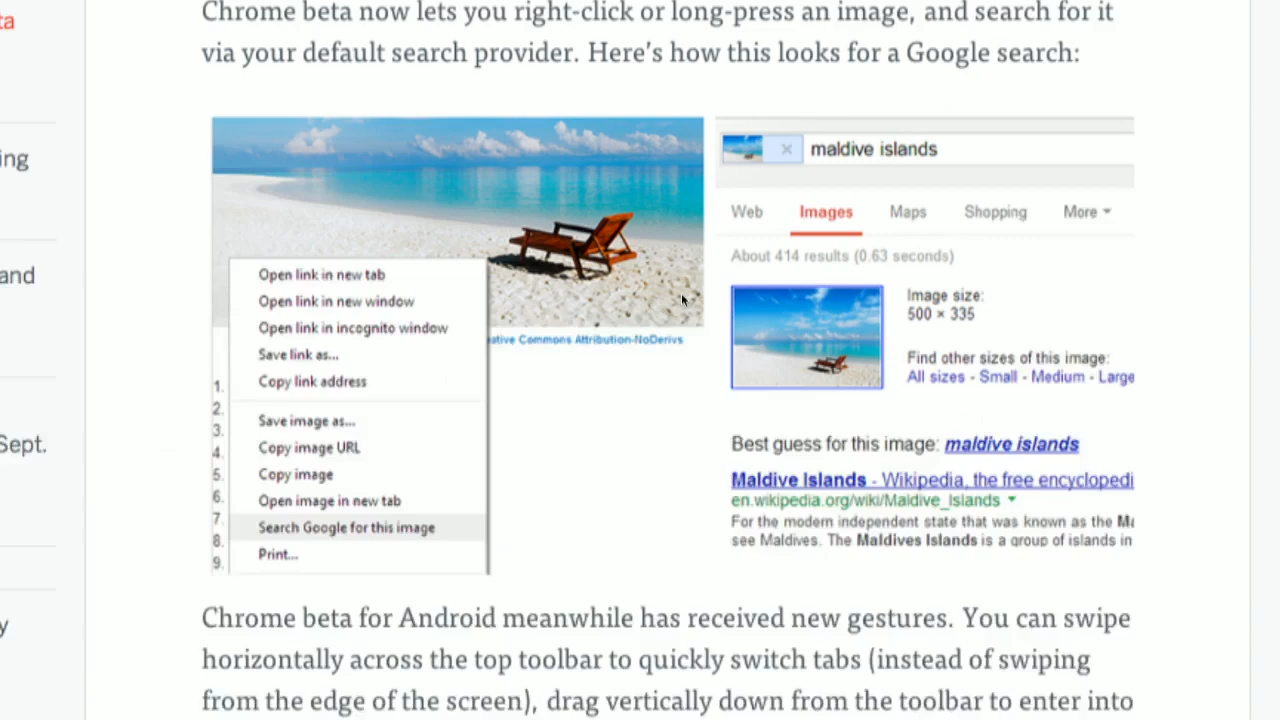 ta
ing
and
Sept.
y
Chrome beta now lets you right-click or long-press an image, and search for it
via your default search provider. Here's how this looks for a Google search:
Open link in new tab
Open link in new window
Open link in incognito window
Save link as...
Copy link address
Save image as...
Copy image URL
Copy image
Open image in new tab
Search Google for this image
Print...
ative Commons Attribution-NoDerivs
1.
2.
3.
4.
5.
6.
7.
8.
9.
maldive islands
Web Images Maps Shopping More
About 414 results (0.63 seconds)
Image size:
500 × 335
Find other sizes of this image:
All sizes - Small - Medium - Large
Best guess for this image: maldive islands
Maldive Islands - Wikipedia, the free encyclopedi
en.wikipedia.org/wiki/Maldive_Islands
For the modern independent state that was known as the Ma
see Maldives. The Maldives Islands is a group of islands in
Chrome beta for Android meanwhile has received new gestures. You can swipe
horizontally across the top toolbar to quickly switch tabs (instead of swiping
from the edge of the screen), drag vertically down from the toolbar to enter into